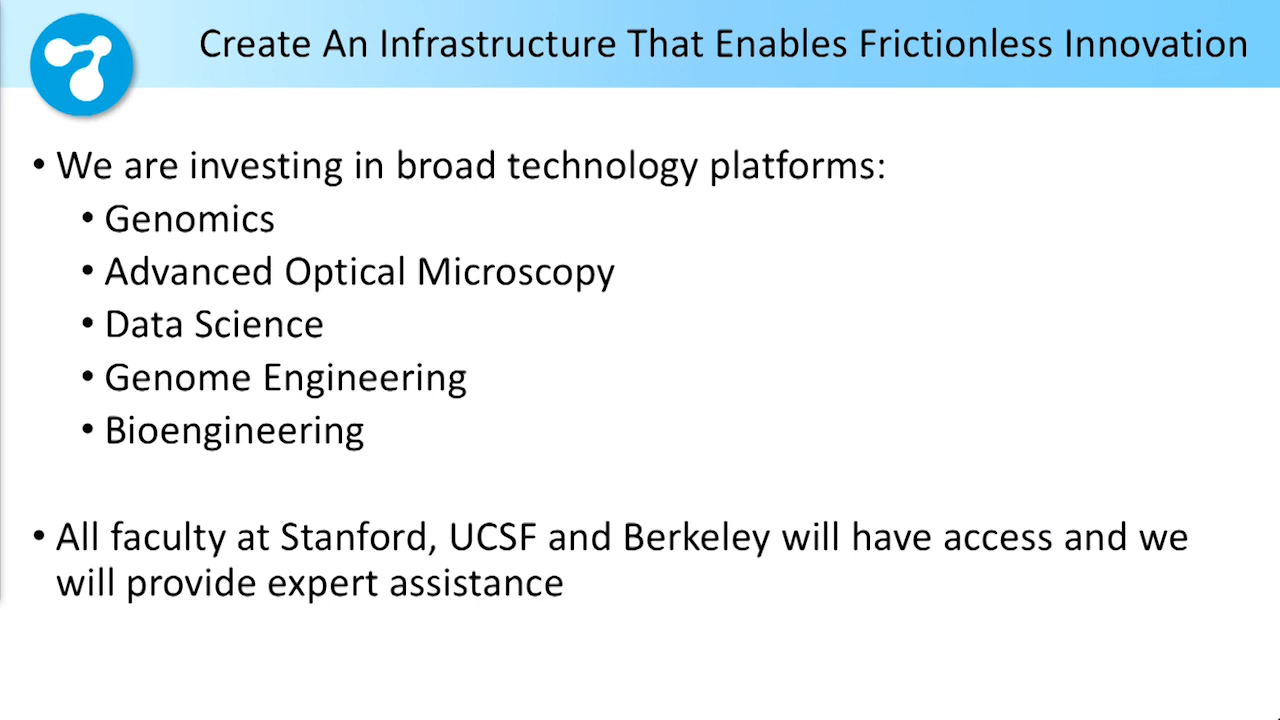 Create An Infrastructure That Enables Frictionless Innovation
• We are investing in broad technology platforms:
• Genomics
• Advanced Optical Microscopy
• Data Science
• Genome Engineering
• Bioengineering
• All faculty at Stanford, UCSF and Berkeley will have access and we
will provide expert assistance